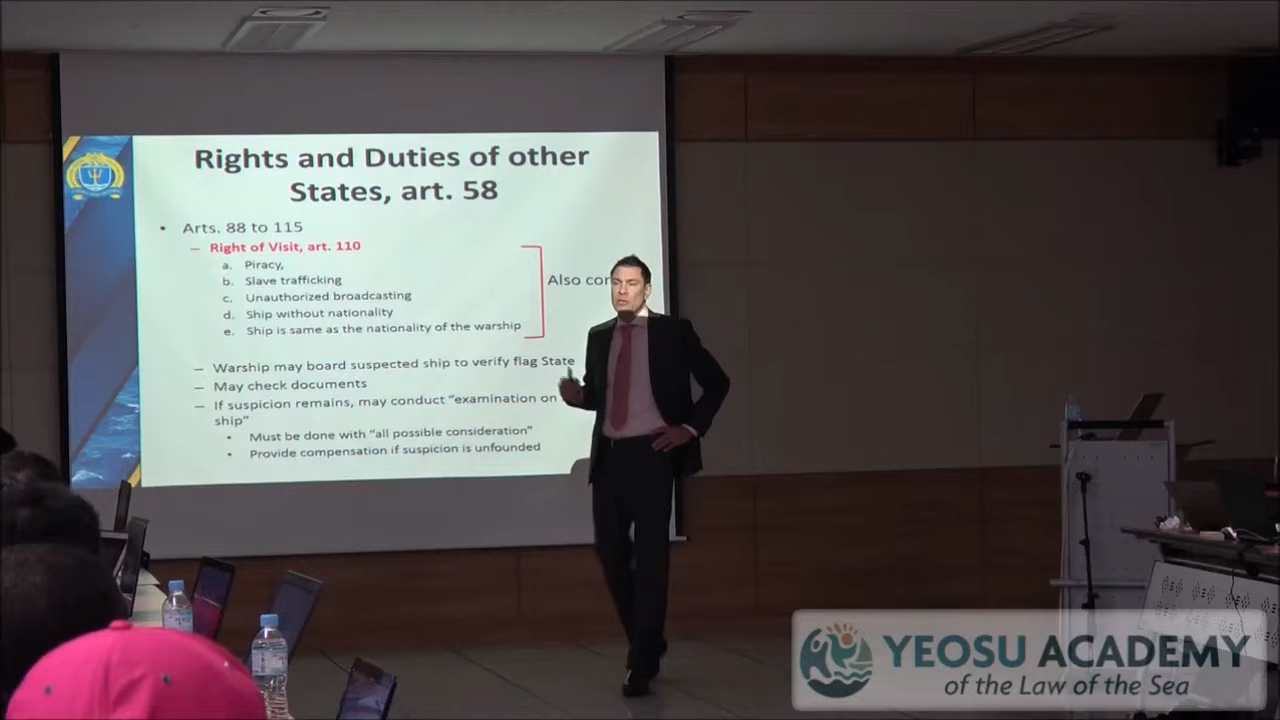 Rights and Duties of other
States, art. 58
• Arts. 88 to 115
– Right of Visit, art. 110
a. Piracy,
b. Slave trafficking
c. Unauthorized broadcasting
d. Ship without nationality
e. Ship is same as the nationality of the warship
Also
– Warship may board suspected ship to verify flag State
– May check documents
– If suspicion remains, may conduct “examination on
ship”
• Must be done with “all possible consideration”
• Provide compensation if suspicion is unfounded
YEOSU ACADEMY
of the Law of the Sea